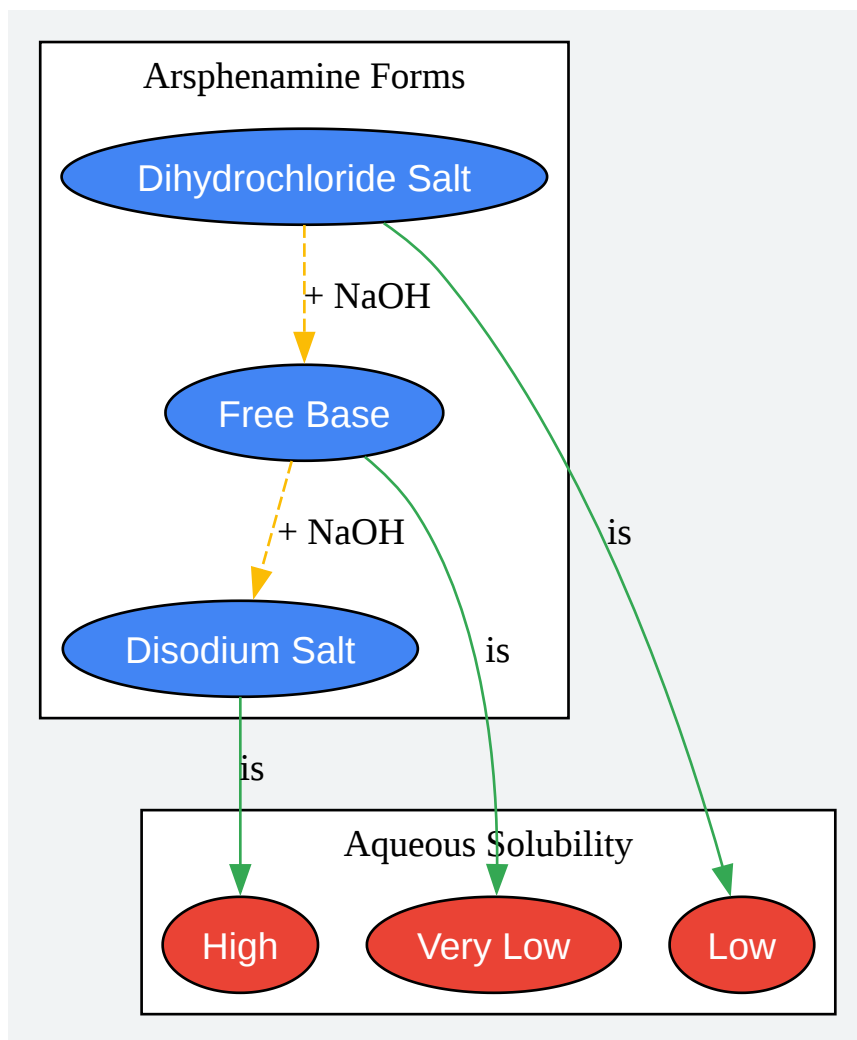 Arsphenamine Forms
Dihydrochloride Salt
+ NaOH
Free Base
+ NaOH
is
Disodium Salt
is
is
Aqueous Solubility
High
Very Low
Low